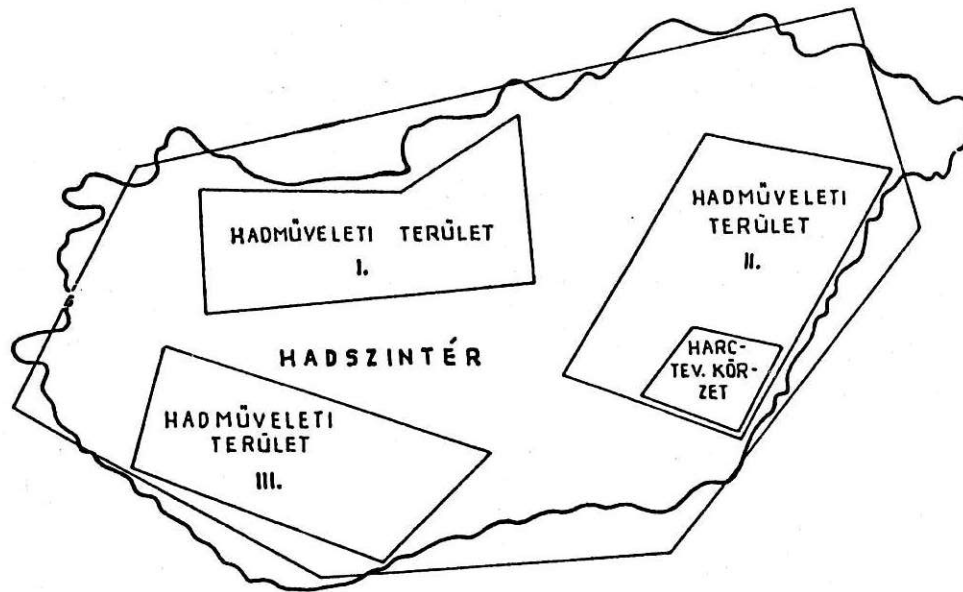 HADMŰVELETI TERÜLET
I.
HADMŰVELETI
TERÜLET
II.
HARC-
TEV. KÖR-
ZET
HADSZINTÉR
HADMŰVELETI
TERÜLET
III.